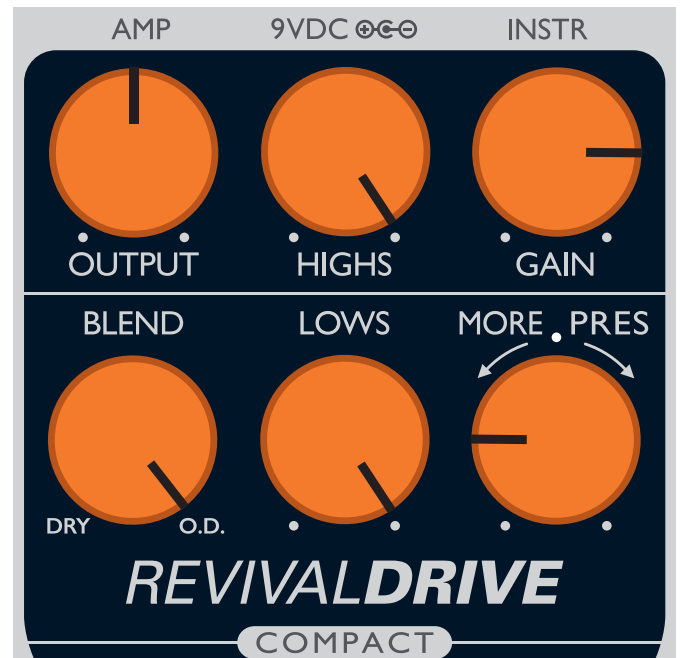 AMP 9VDC INSTR
OUTPUT HIGHS GAIN
BLEND LOWS MORE PRES
DRY O.D.
REVIVALDRIVE
COMPACT